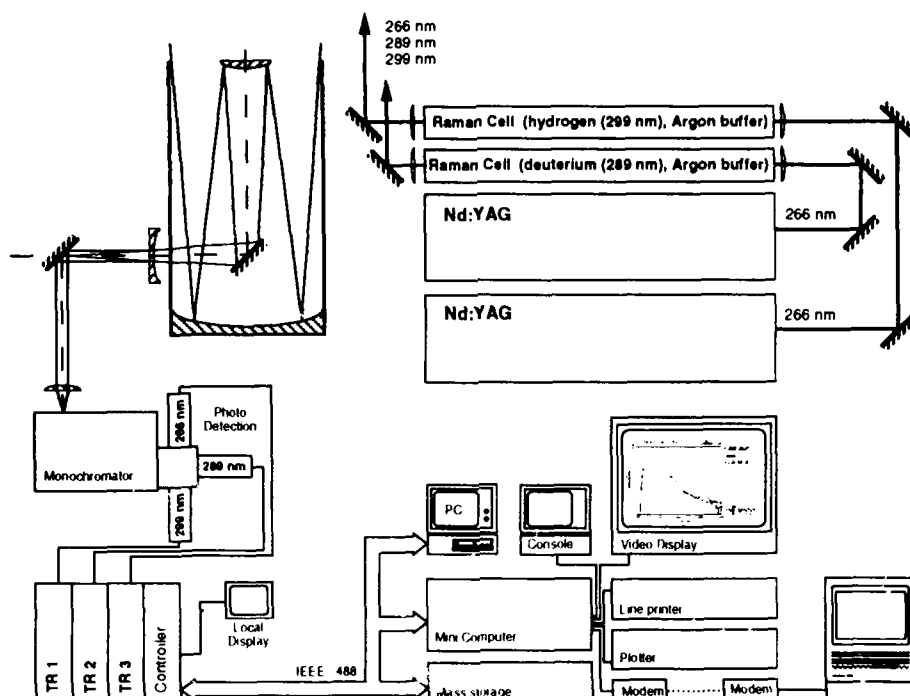 266 nm
289 nm
299 nm
Raman Cell (hydrogen (299 nm), Argon buffer)
Raman Cell (deuterium (289 nm), Argon buffer)
Nd:YAG
266 nm
Nd:YAG
266 nm
266 nm
Photo
Detection
Monochromator
289 nm
299 nm
PC
Console
Video Display
TR 1
TR 2
TR 3
Controller
Local
Display
IEEE 488
Mini Computer
Line printer
Plotter
Mass storage
Modem
Modem